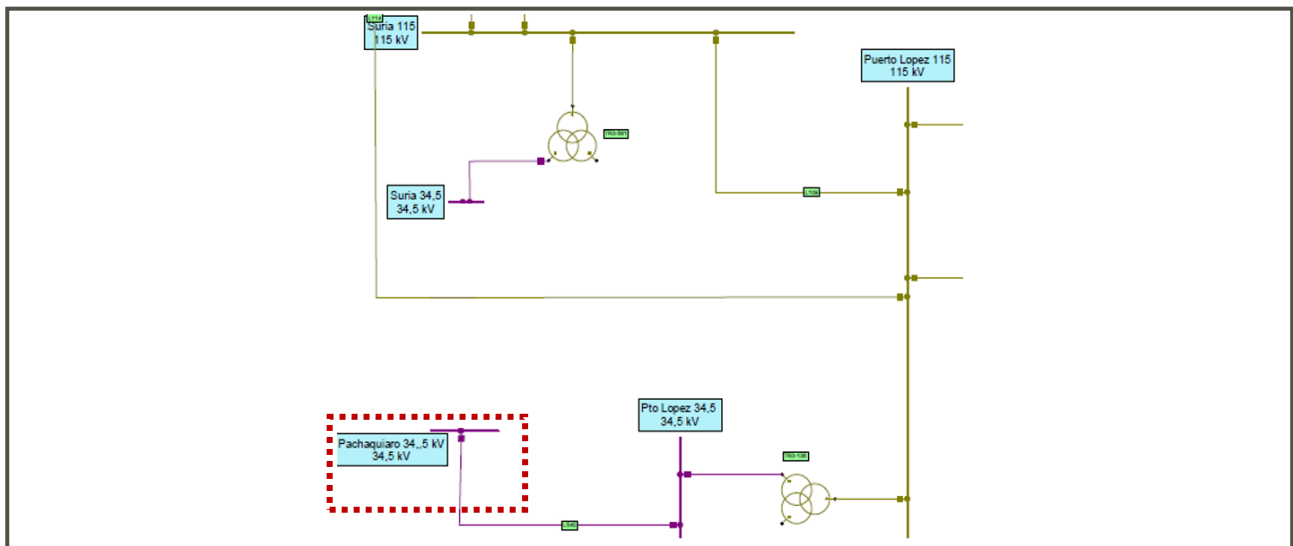 L114
Suria 115
115 kV
Puerto Lopez 115
115 kV
Suria 34,5
34,5 kV
Pto Lopez 34,5
34,5 kV
Pachaquiaro 34,,5 kV
34,5 kV